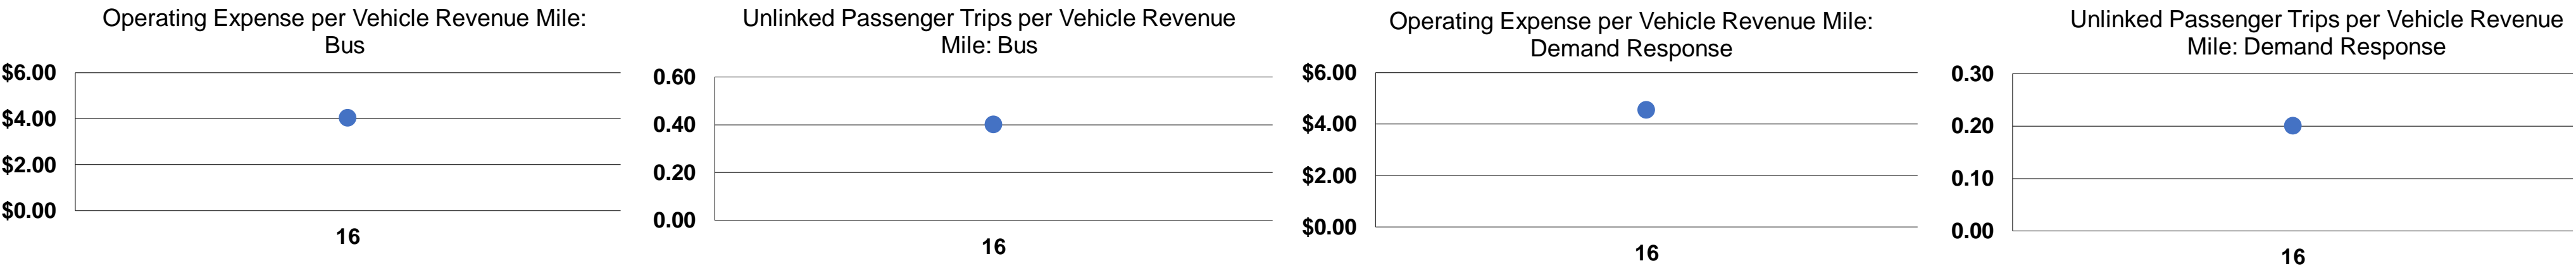 Operating Expense per Vehicle Revenue Mile:
Bus
$6.00
$4.00
$2.00
$0.00
16
Unlinked Passenger Trips per Vehicle Revenue
Mile: Bus
0.60
0.40
0.20
0.00
16
Operating Expense per Vehicle Revenue Mile:
Demand Response
$6.00
$4.00
$2.00
$0.00
16
Unlinked Passenger Trips per Vehicle Revenue
Mile: Demand Response
0.30
0.20
0.10
0.00
16